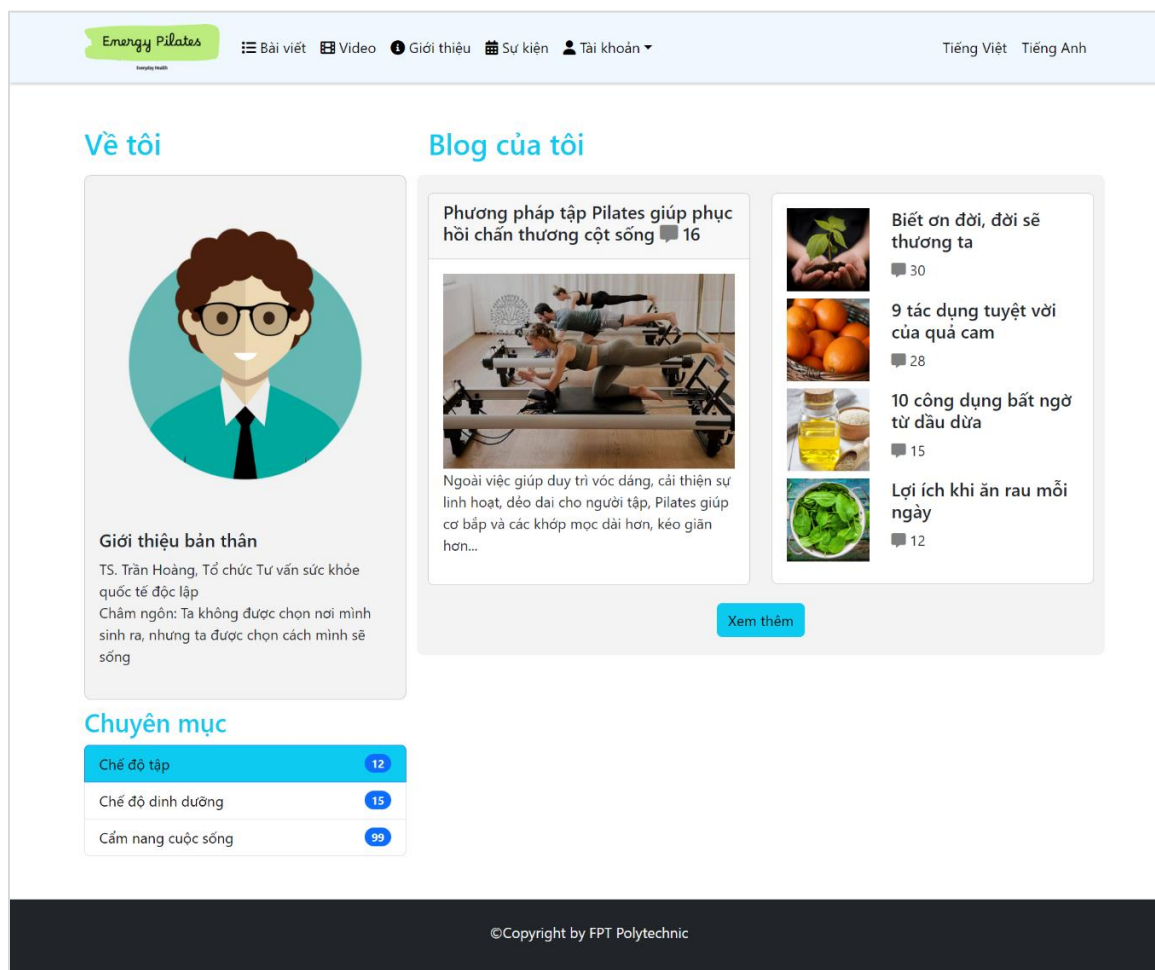 Energy Pilates
Everyday Health
Bài viết Video Giới thiệu Sự kiện Tài khoản
Tiếng Việt Tiếng Anh
Về tôi
Giới thiệu bản thân
TS. Trần Hoàng, Tổ chức Tư vấn sức khỏe
quốc tế độc lập
Châm ngôn: Ta không được chọn nơi mình
sinh ra, nhưng ta được chọn cách mình sẽ
sống
Chuyên mục
Chế độ tập 12
Chế độ dinh dưỡng 15
Cẩm nang cuộc sống 99
Blog của tôi
Phương pháp tập Pilates giúp phục
hồi chấn thương cột sống 16
Ngoài việc giúp duy trì vóc dáng, cải thiện sự
linh hoạt, dẻo dai cho người tập, Pilates giúp
cơ bắp và các khớp mọc dài hơn, kéo giãn
hơn...
Biết ơn đời, đời sẽ
thương ta
30
9 tác dụng tuyệt vời
của quả cam
28
10 công dụng bất ngờ
từ dầu dừa
15
Lợi ích khi ăn rau mỗi
ngày
12
Xem thêm
©Copyright by FPT Polytechnic